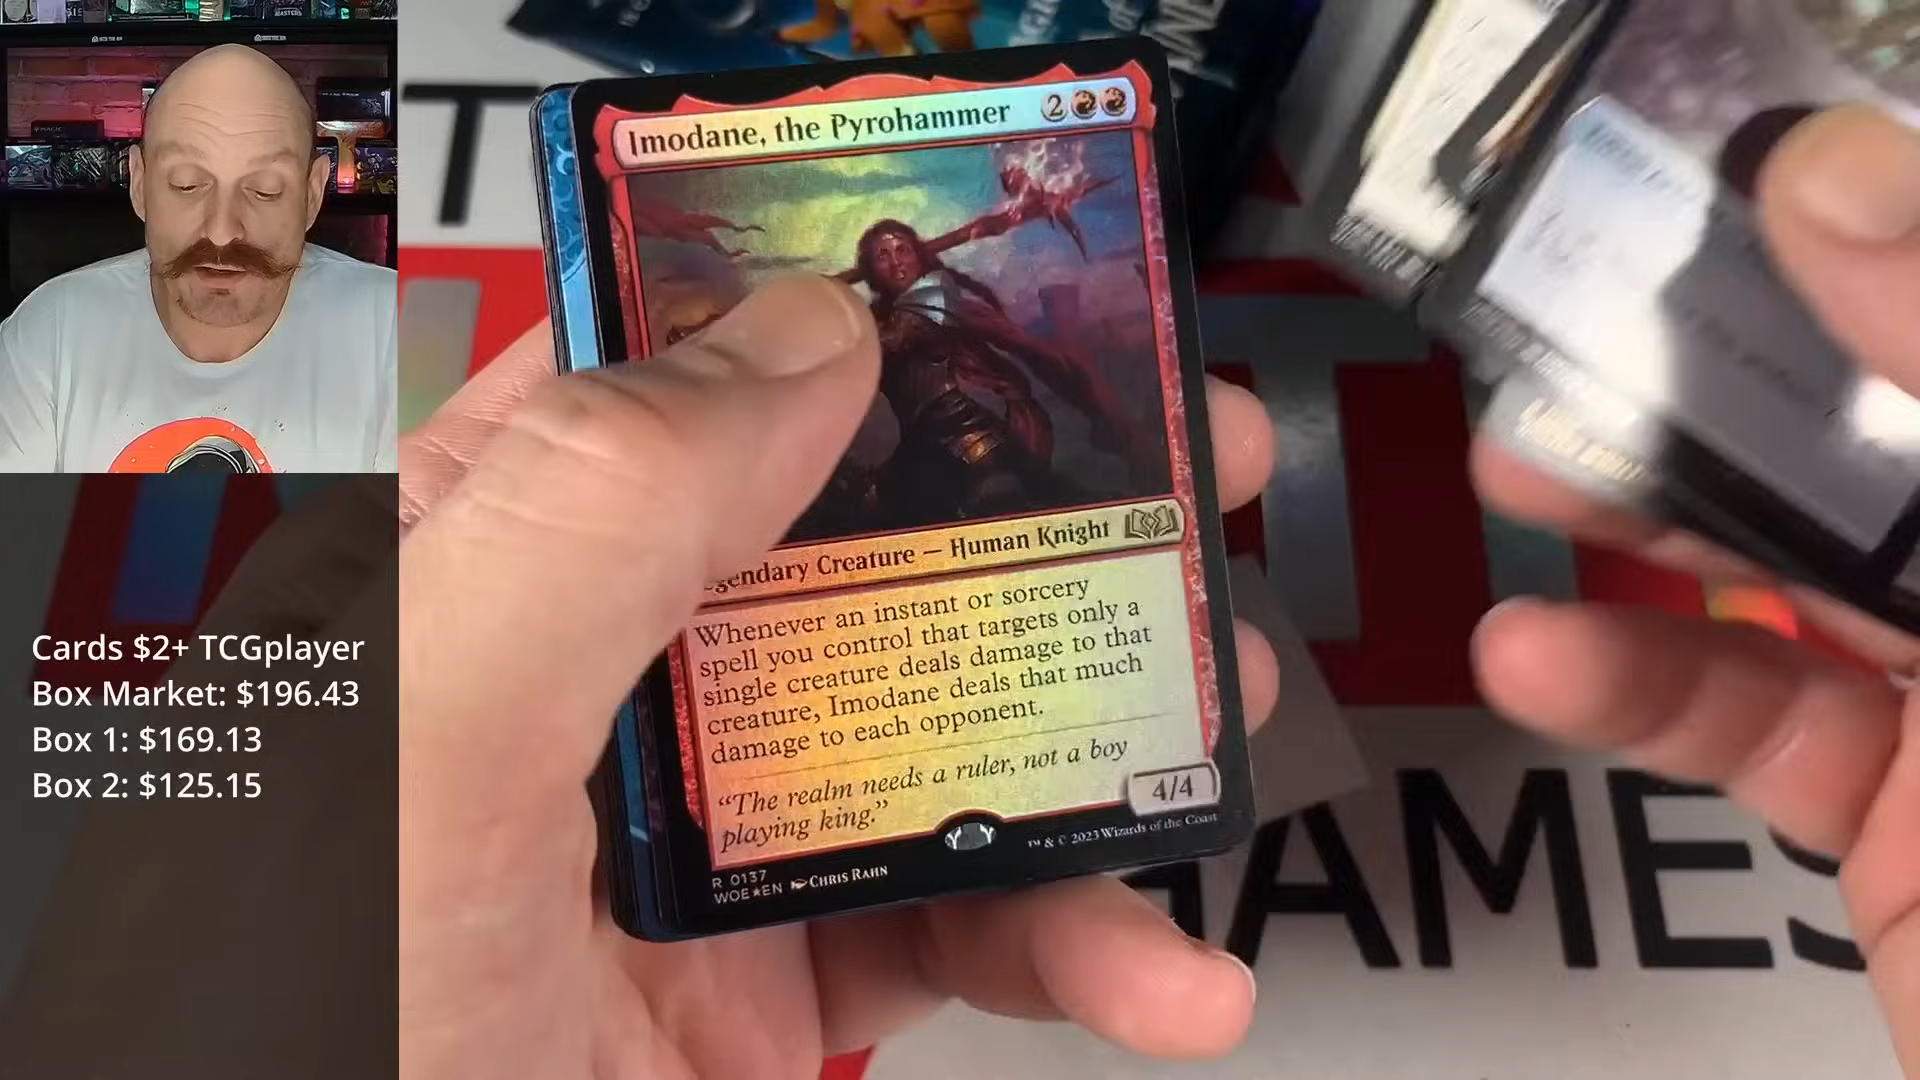 Imodane, the Pyrohammer 2
Legendary Creature — Human Knight
Whenever an instant or sorcery
spell you control that targets only a
single creature deals damage to that
creature, Imodane deals that much
damage to each opponent.
“The realm needs a ruler, not a boy
playing king.”
4/4
R 0137
WOE★EN CHRIS RAHN
™ & © 2023 Wizards of the Coast
Cards $2+ TCGplayer
Box Market: $196.43
Box 1: $169.13
Box 2: $125.15
GAMES